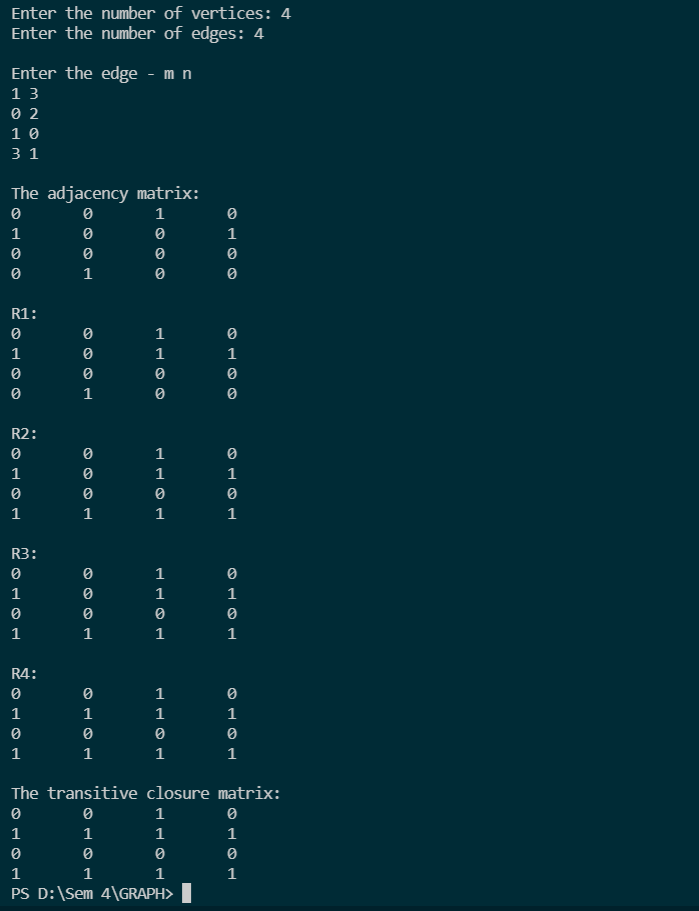 Enter the number of vertices: 4
Enter the number of edges: 4
Enter the edge - m n
1 3
0 2
1 0
3 1
The adjacency matrix:
0 0 1 0
1 0 0 1
0 0 0 0
0 1 0 0
R1:
0 0 1 0
1 0 1 1
0 0 0 0
0 1 0 0
R2:
0 0 1 0
1 0 1 1
0 0 0 0
1 1 1 1
R3:
0 0 1 0
1 0 1 1
0 0 0 0
1 1 1 1
R4:
0 0 1 0
1 1 1 1
0 0 0 0
1 1 1 1
The transitive closure matrix:
0 0 1 0
1 1 1 1
0 0 0 0
1 1 1 1
PS D:\Sem 4\GRAPH>